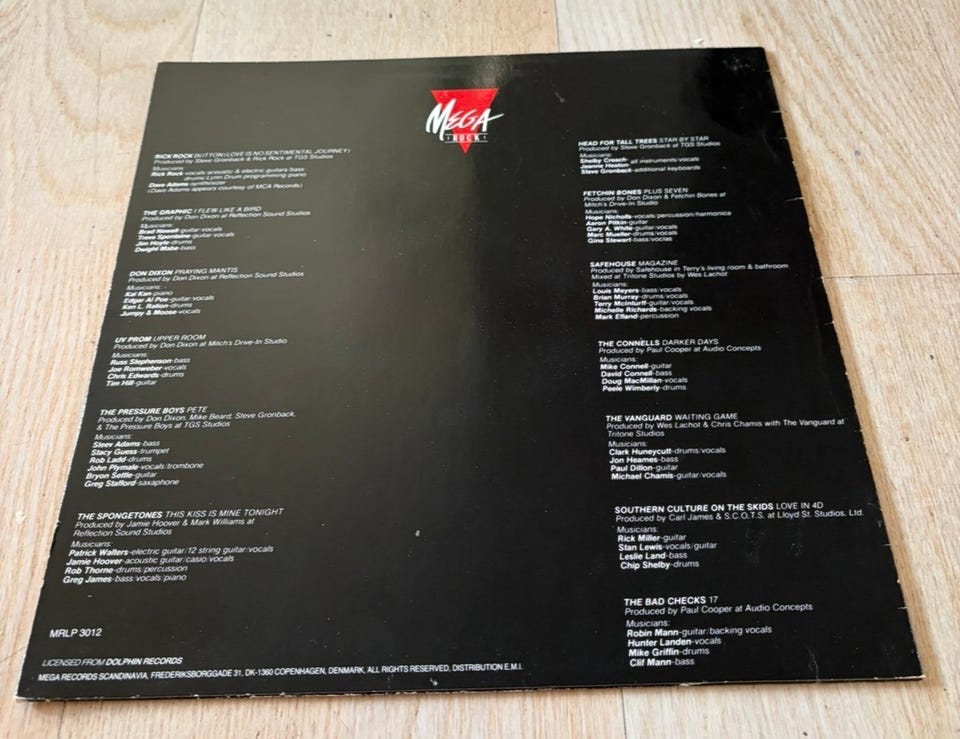 MEGA
ROCK
RICK ROCK BUTTON (LOVE IS NO SENTIMENTAL JOURNEY)
Produced by Steve Gronback & Rick Rock at TGS Studios
Musicians:
Rick Rock-vocals acoustic & electric guitars bass
drums/Lynn Drum programming piano
Dave Adams-synthesizer
(Dave Adams appears courtesy of MCA Records)
THE GRAPHIC I FLEW LIKE A BIRD
Produced by Don Dixon at Reflection Sound Studios
Musicians:
Brad Newell-guitar/vocals
Treva Spontaine-guitar/vocals
Jim Hoyle-drums
Dwight Mabe-bass
DON DIXON PRAYING MANTIS
Produced by Don Dixon at Reflection Sound Studios
Musicians:
Kai Kan-piano
Edgar Al Poe-guitar/vocals
Ken L. Ration-drums
Jumpy & Moose-vocals
UV PROM UPPER ROOM
Produced by Don Dixon at Mitch's Drive-In Studio
Musicians:
Russ Stephenson-bass
Joe Romweber-vocals
Chris Edwards-drums
Tim Hill-guitar
THE PRESSURE BOYS PETE
Produced by Don Dixon, Mike Beard, Steve Gronback,
& The Pressure Boys at TGS Studios
Musicians:
Steev Adams-bass
Stacy Guess-trumpet
Rob Ladd-drums
John Plymale-vocals/trombone
Bryon Settle-guitar
Greg Stafford-saxaphone
THE SPONGETONES THIS KISS IS MINE TONIGHT
Produced by Jamie Hoover & Mark Williams at
Reflection Sound Studios
Musicians:
Patrick Walters-electric guitar/12 string guitar/vocals
Jamie Hoover-acoustic guitar/casio/vocals
Rob Thorne-drums/percussion
Greg James-bass/vocals/piano
MRLP 3012
LICENSED FROM DOLPHIN RECORDS
MEGA RECORDS SCANDINAVIA, FREDERIKSBORGGADE 31, DK-1360 COPENHAGEN, DENMARK, ALL RIGHTS RESERVED, DISTRIBUTION E.M.I.
HEAD FOR TALL TREES STAR BY STAR
Produced by Steve Gronback at TGS Studios
Musicians:
Shelby Creach- all instruments/vocals
Jeanne Heaton-
Steve Gronback-additional keyboards
FETCHIN BONES PLUS SEVEN
Produced by Don Dixon & Fetchin Bones at
Mitch's Drive-In Studio
Musicians:
Hope Nicholls-vocals/percussion/harmonica
Aaron Pitkin-guitar
Gary A. White-guitar/vocals
Marc Mueller-drums/vocals
Gina Stewart-bass/voclas
SAFEHOUSE MAGAZINE
Produced by Safehouse in Terry's living room & bathroom
Mixed at Tritone Studios by Wes Lachot
Musicians:
Louis Meyers-bass/vocals
Brian Murray-drums/vocals
Terry McInturff-guitar/vocals
Michelle Richards-backing vocals
Mark Efland-percussion
THE CONNELLS DARKER DAYS
Produced by Paul Cooper at Audio Concepts
Musicians:
Mike Connell-guitar
David Connell-bass
Doug MacMillan-vocals
Peele Wimberly-drums
THE VANGUARD WAITING GAME
Produced by Wes Lachot & Chris Chamis with The Vanguard at
Tritone Studios
Musicians:
Clark Huneycutt-drums/vocals
Jon Heames-bass
Paul Dillon-guitar
Michael Chamis-guitar/vocals
SOUTHERN CULTURE ON THE SKIDS LOVE IN 4D
Produced by Carl James & S.C.O.T.S. at Lloyd St. Studios, Ltd.
Musicians:
Rick Miller-guitar
Stan Lewis-vocals/guitar
Leslie Land-bass
Chip Shelby-drums
THE BAD CHECKS 17
Produced by Paul Cooper at Audio Concepts
Musicians:
Robin Mann-guitar/backing vocals
Hunter Landen-vocals
Mike Griffin-drums
Clif Mann-bass